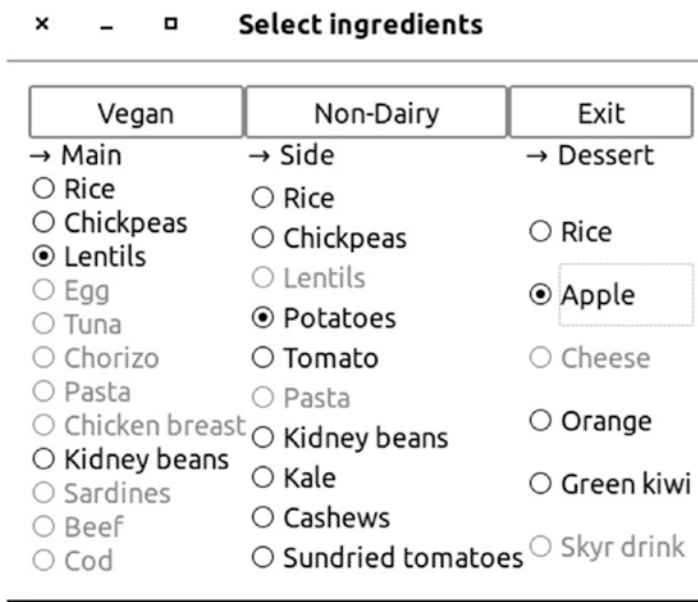 Select ingredients
Vegan
Non-Dairy
Exit
→ Main
Rice
Chickpeas
Lentils
Egg
Tuna
Chorizo
Pasta
Chicken breast
Kidney beans
Sardines
Beef
Cod
→ Side
Rice
Chickpeas
Lentils
Potatoes
Tomato
Pasta
Kidney beans
Kale
Cashews
Sundried tomatoes
→ Dessert
Rice
Apple
Cheese
Orange
Green kiwi
Skyr drink